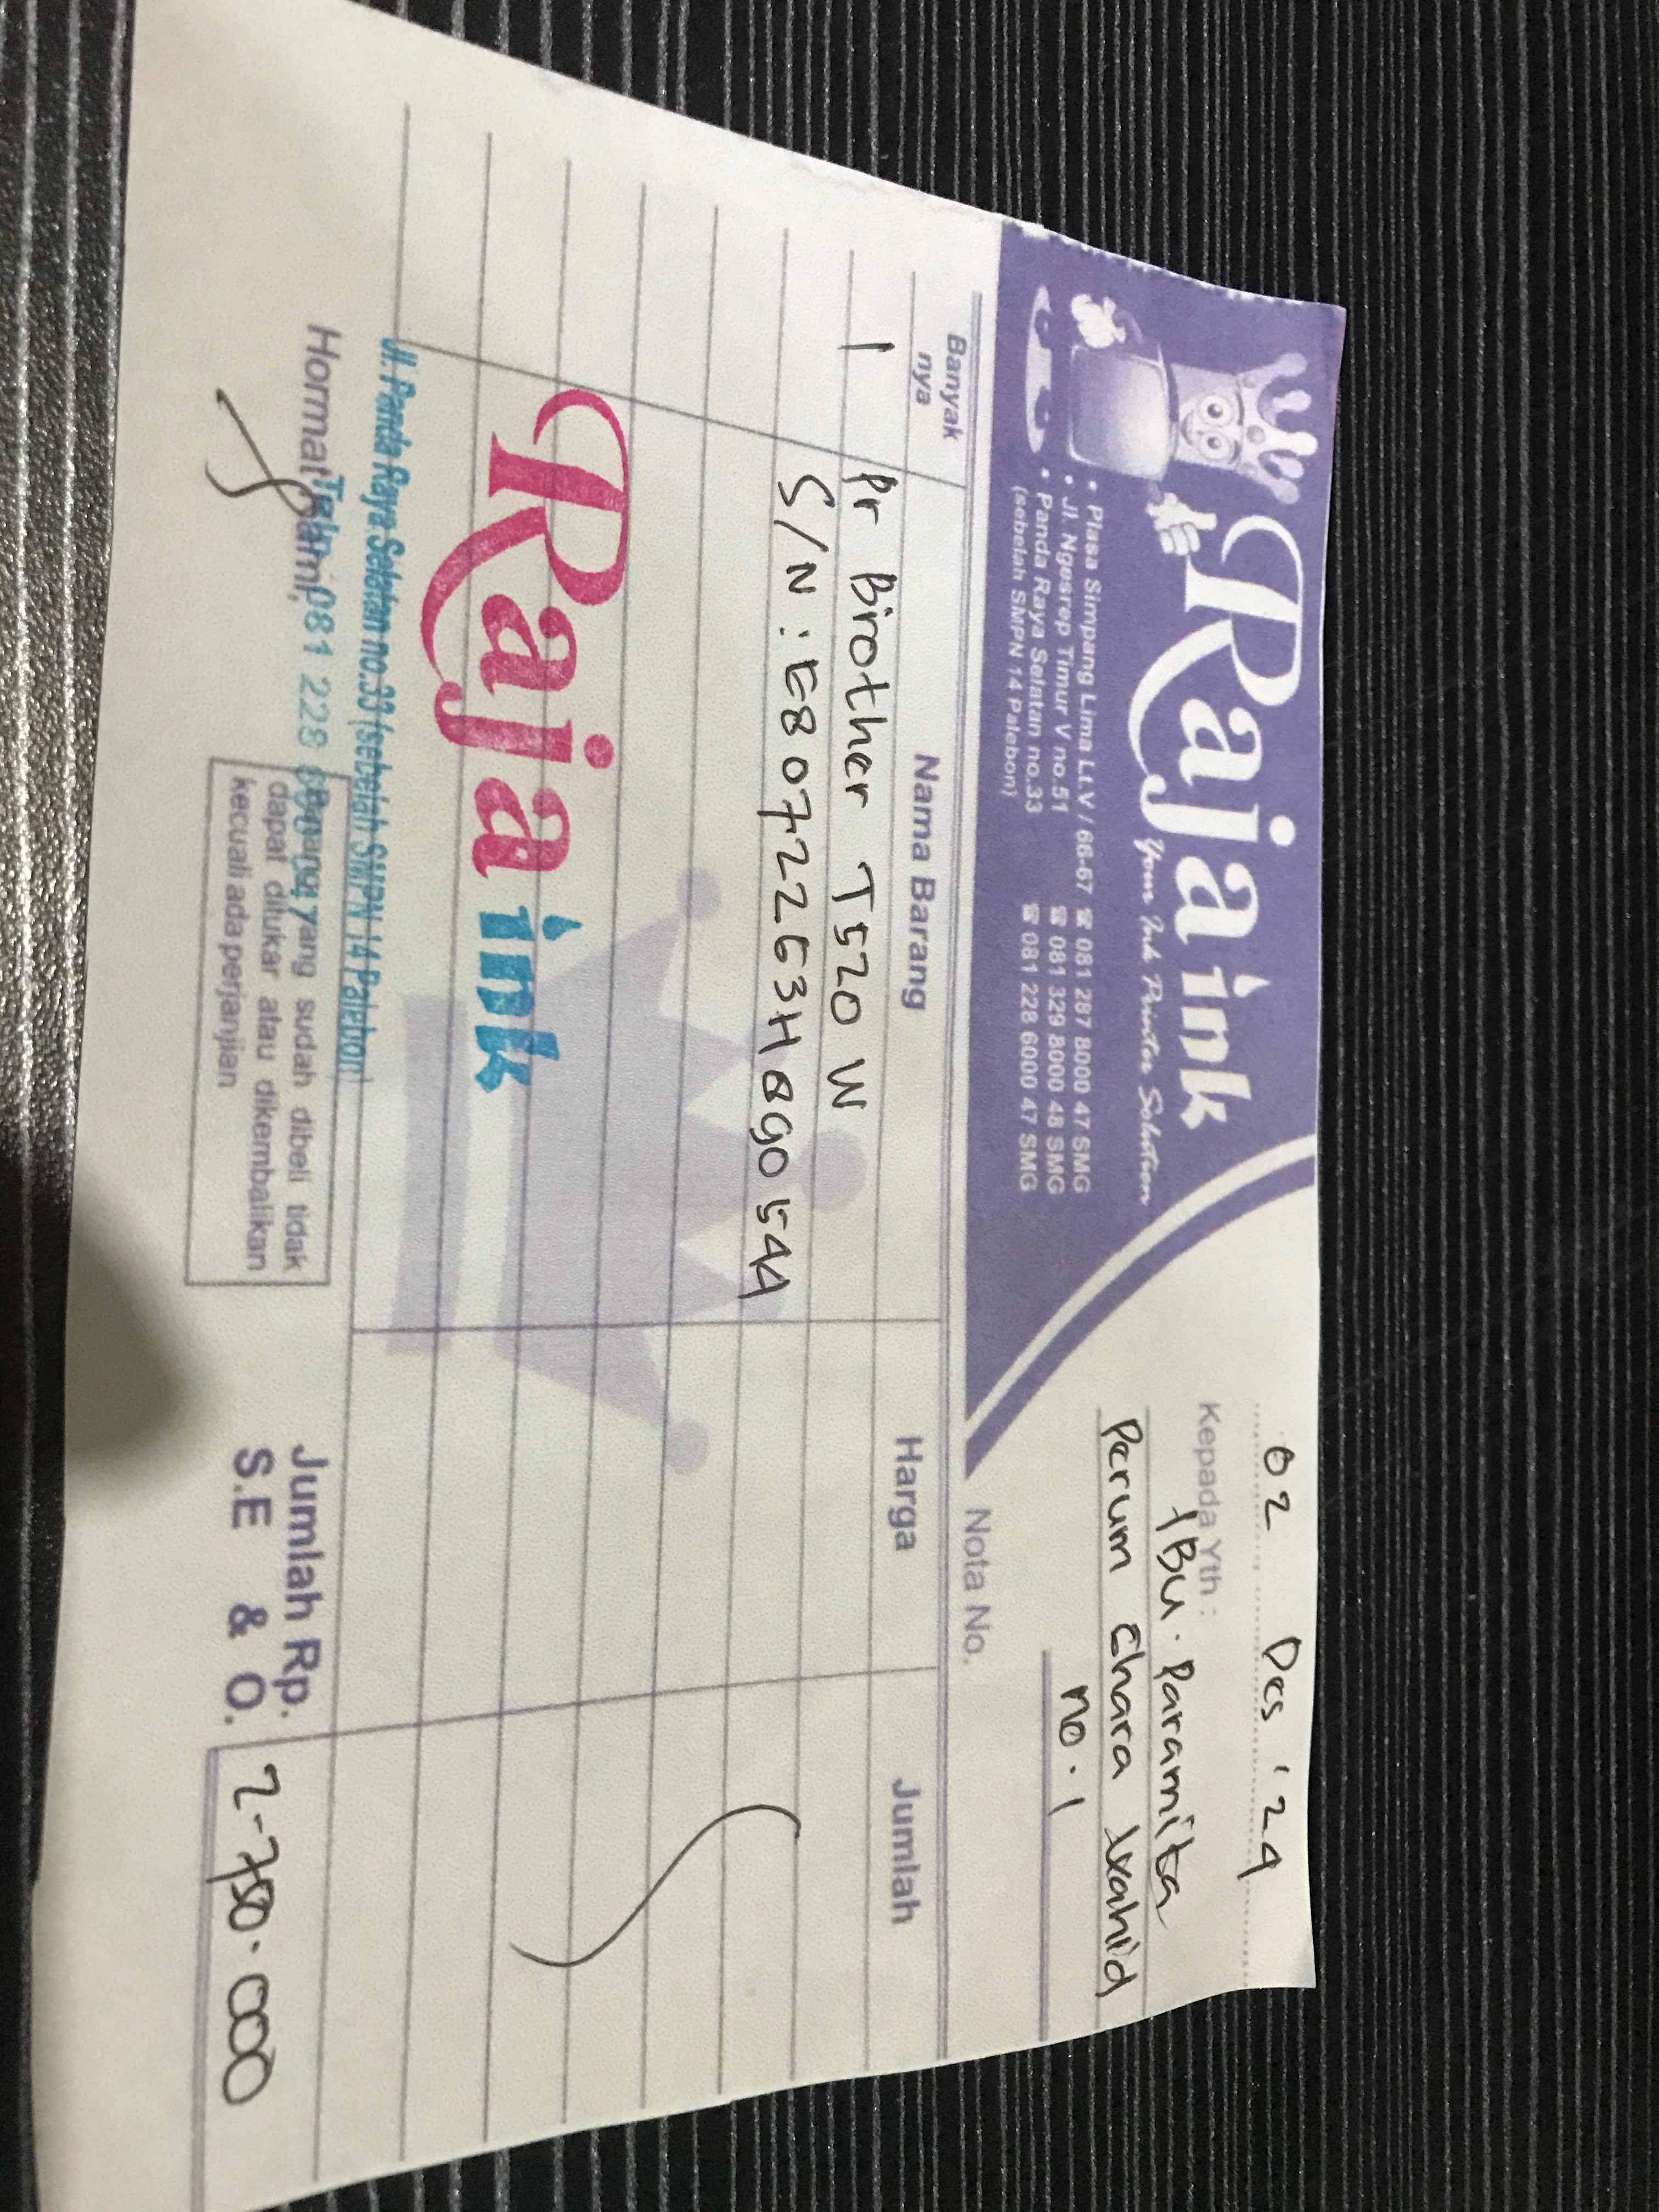 Raja ink
Your Ink Printer Solution
• Plasa Simpang Lima Lt.V / 66-67 ☎ 081 287 8000 47 SMG
• Jl. Ngesrep Timur V no.51 ☎ 081 329 8000 48 SMG
• Panda Raya Selatan no.33 ☎ 081 228 6000 47 SMG
(sebelah SMPN 14 Palebon)
02 Des '24
Kepada Yth :
IBu. Paramita
Perum Chara Wahid
no. 1
Nota No.
Banyak nya Nama Barang Harga Jumlah
1 Pr Birother T520 W
S/N : E80722E63H8G0544
Raja ink
Jl. Panda Raya Selatan no.33 (sebelah SMPN 14 Palebon)
Telp. 081 228
Hormat kami,
Barang yang sudah dibeli tidak
dapat ditukar atau dikembalikan
kecuali ada perjanjian
Jumlah Rp. 2.750.000
S.E & O.